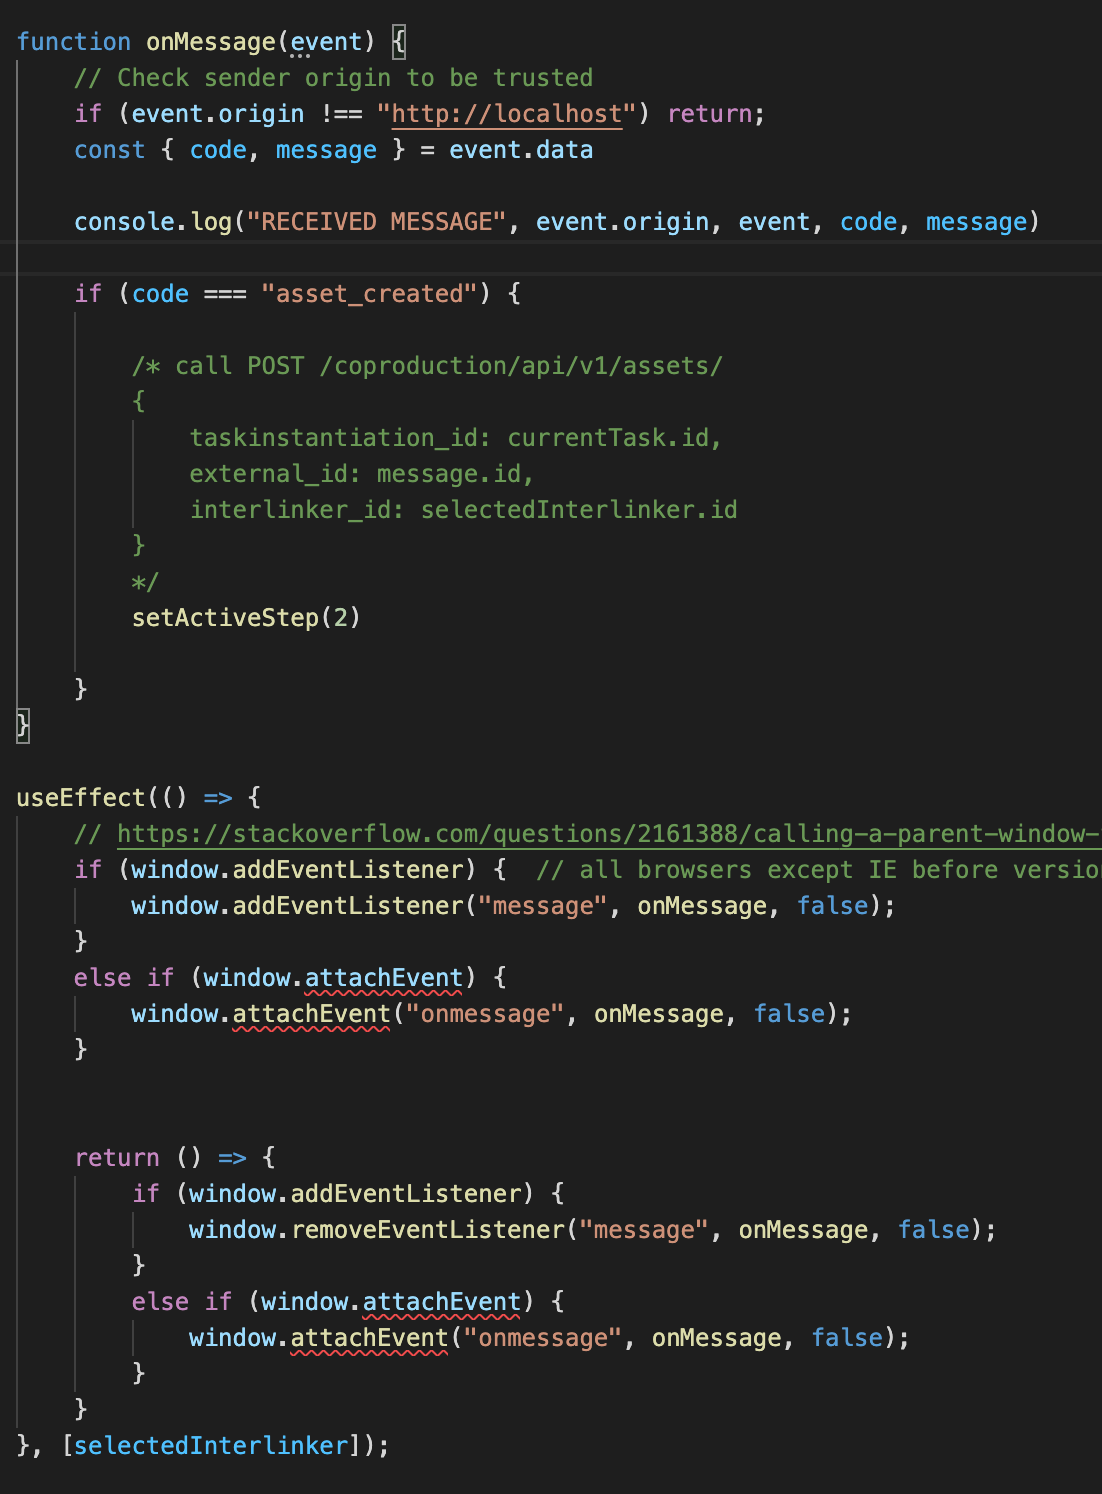 function onMessage(event) {
    // Check sender origin to be trusted
    if (event.origin !== "http://localhost") return;
    const { code, message } = event.data
    console.log("RECEIVED MESSAGE", event.origin, event, code, message)
    if (code === "asset_created") {
        /* call POST /coproduction/api/v1/assets/
        {
            taskinstantiation_id: currentTask.id,
            external_id: message.id,
            interlinker_id: selectedInterlinker.id
        }
        */
        setActiveStep(2)
    }
}
useEffect(() => {
    // https://stackoverflow.com/questions/2161388/calling-a-parent-window-
    if (window.addEventListener) {  // all browsers except IE before versio
        window.addEventListener("message", onMessage, false);
    }
    else if (window.attachEvent) {
        window.attachEvent("onmessage", onMessage, false);
    }
    return () => {
        if (window.addEventListener) {
            window.removeEventListener("message", onMessage, false);
        }
        else if (window.attachEvent) {
            window.attachEvent("onmessage", onMessage, false);
        }
    }
}, [selectedInterlinker]);